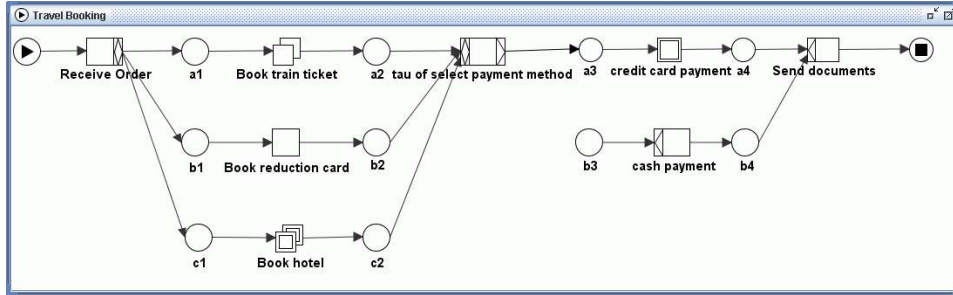 Travel Booking
Receive Order
a1
Book train ticket
a2
tau of select payment method
a3
credit card payment
a4
Send documents
b1
Book reduction card
b2
b3
cash payment
b4
c1
Book hotel
c2